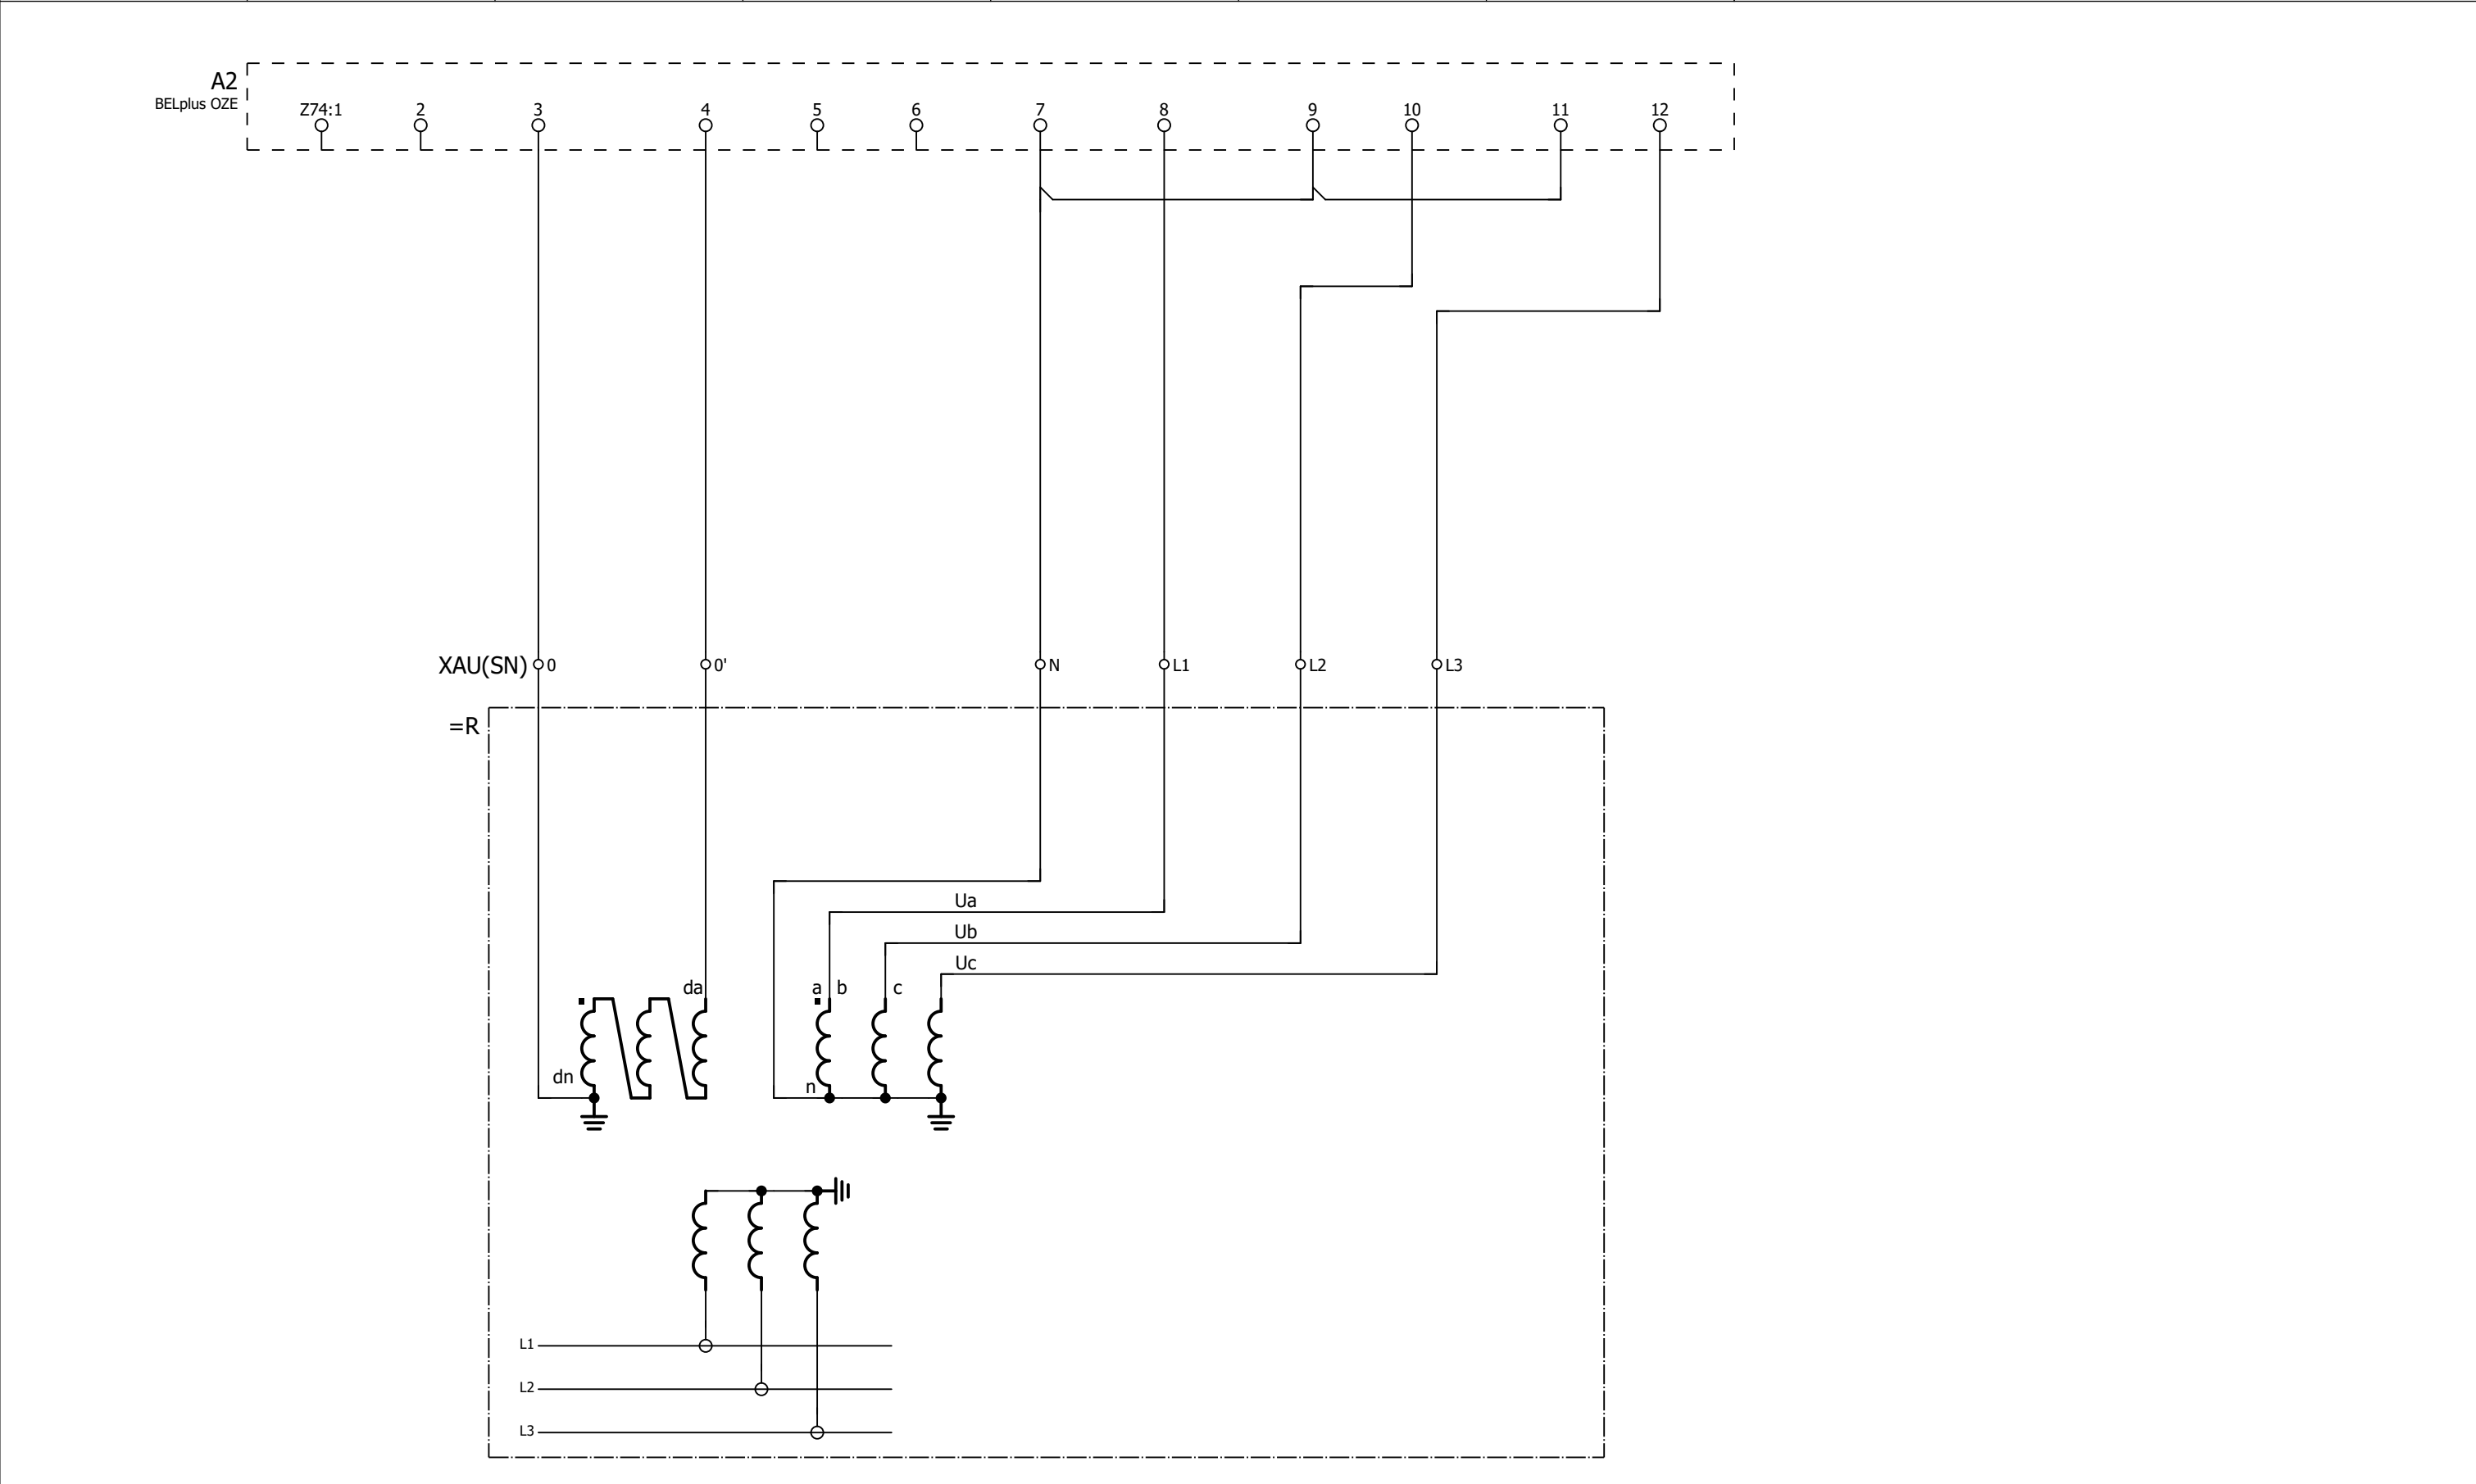 A2
BELplus OZE
Z74:1 2 3 4 5 6 7 8 9 10 11 12
XAU(SN) 0 0' N L1 L2 L3
=R
Ua
Ub
Uc
da a b c
dn n
L1
L2
L3